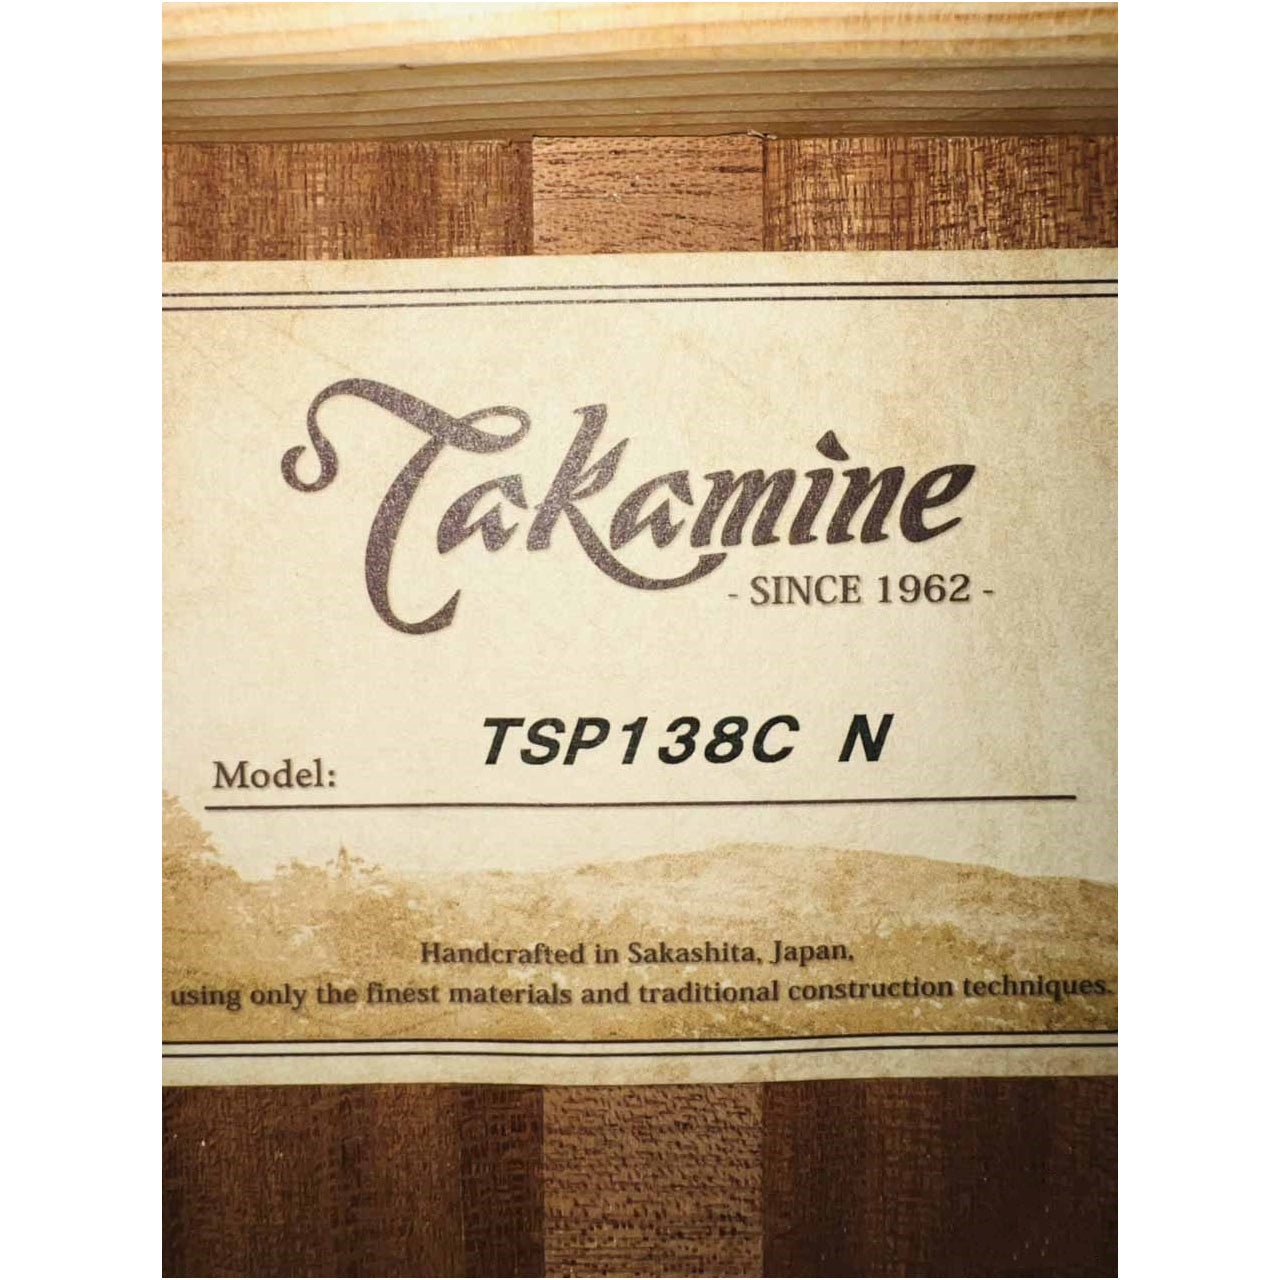 Takamine
- SINCE 1962 -
Model: TSP138C N
Handcrafted in Sakashita, Japan,
using only the finest materials and traditional construction techniques.